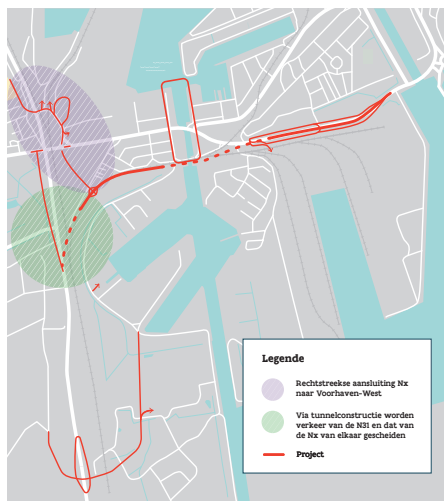 Legende
Rechtstreekse aansluiting Nx
naar Voorhaven-West
Via tunnelconstructie worden
verkeer van de N31 en dat van
de Nx van elkaar gescheiden
Project